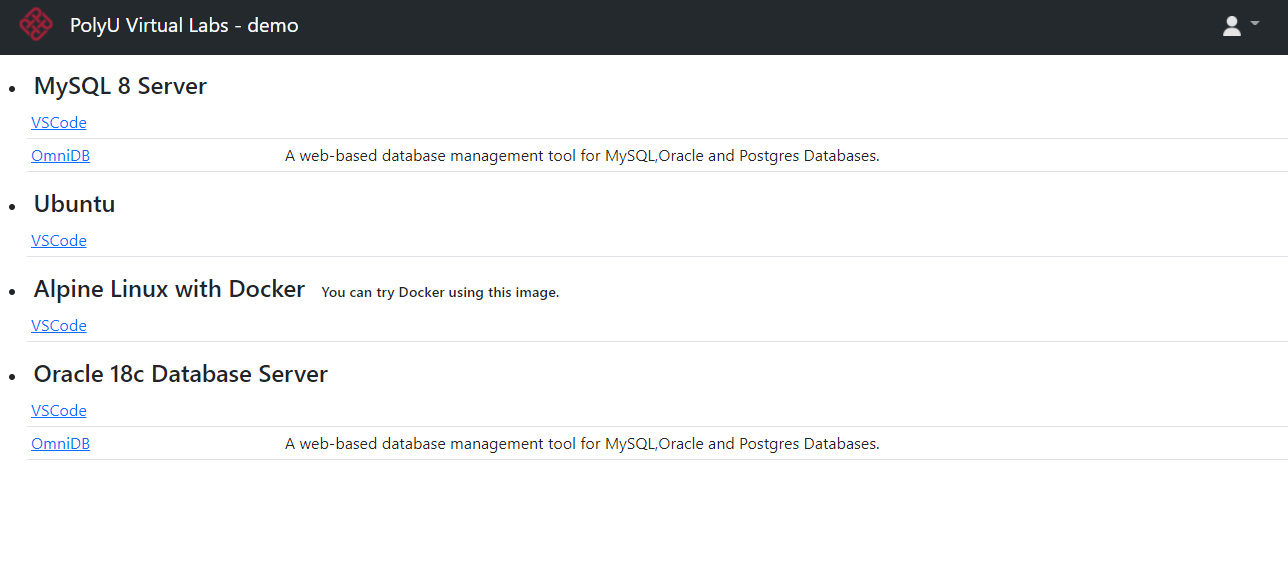 PolyU Virtual Labs - demo
MySQL 8 Server
VSCode
OmniDB A web-based database management tool for MySQL,Oracle and Postgres Databases.
Ubuntu
VSCode
Alpine Linux with Docker You can try Docker using this image.
VSCode
Oracle 18c Database Server
VSCode
OmniDB A web-based database management tool for MySQL,Oracle and Postgres Databases.